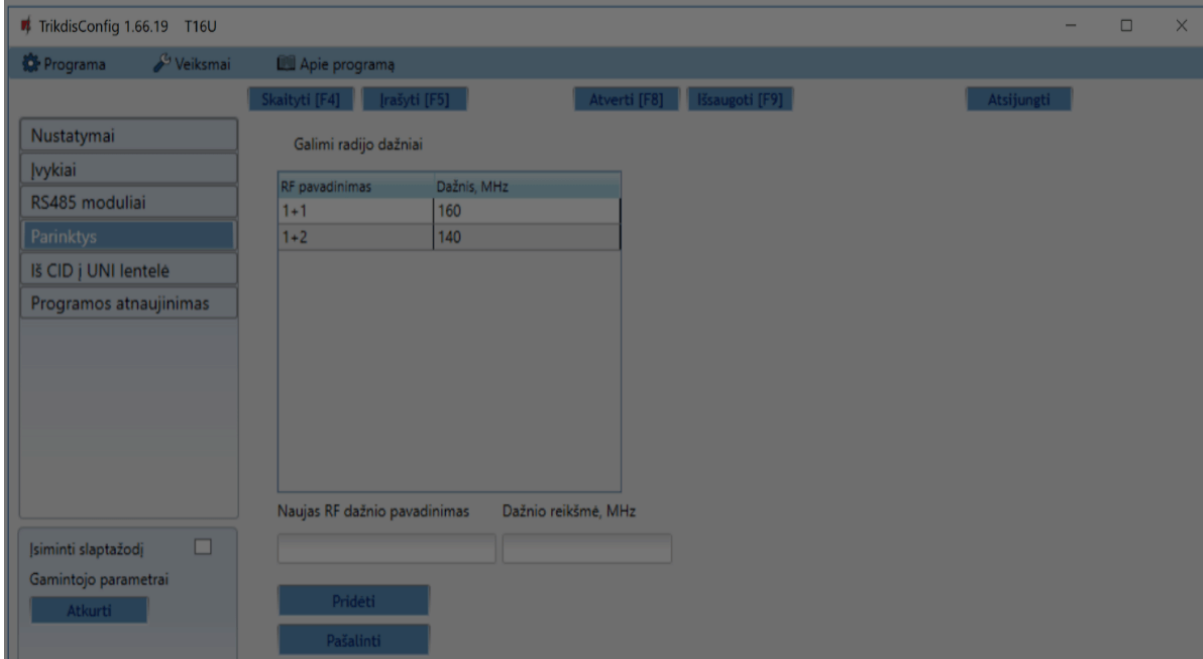 TrikdisConfig 1.66.19 T16U
Programa Veiksmai Apie programą
Skaityti [F4] Įrašyti [F5] Atverti [F8] Išsaugoti [F9] Atsijungti
Nustatymai
Įvykiai
RS485 moduliai
Parinktys
Iš CID į UNI lentelė
Programos atnaujinimas
Galimi radijo dažniai
RF pavadinimas Dažnis, MHz
1+1 160
1+2 140
Naujas RF dažnio pavadinimas Dažnio reikšmė, MHz
Pridėti
Pašalinti
Įsiminti slaptažodį
Gamintojo parametrai
Atkurti